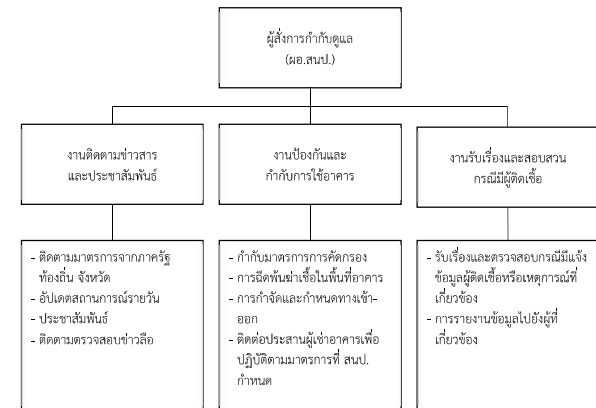 ผู้สั่งการกำกับดูแล
(ผอ.สนป.)
งานติดตามข่าวสาร
และประชาสัมพันธ์
งานป้องกันและ
กำกับการใช้อาคาร
งานรับเรื่องและสอบสวน
กรณีมีผู้ติดเชื้อ
- ติดตามมาตรการจากภาครัฐ
ท้องถิ่น จังหวัด
- อัปเดตสถานการณ์รายวัน
- ประชาสัมพันธ์
- ติดตามตรวจสอบข่าวลือ
- กำกับมาตรการการคัดกรอง
- การฉีดพ้นฆ่าเชื้อในพื้นที่อาคาร
- การกำจัดและกำหนดทางเข้า-
ออก
- ติดต่อประสานผู้เช่าอาคารเพื่อ
ปฏิบัติตามมาตรการที่ สนป.
กำหนด
- รับเรื่องและตรวจสอบกรณีมีแจ้ง
ข้อมูลผู้ติดเชื้อหรือเหตุการณ์ที่
เกี่ยวข้อง
- การรายงานข้อมูลไปยังผู้ที่
เกี่ยวข้อง